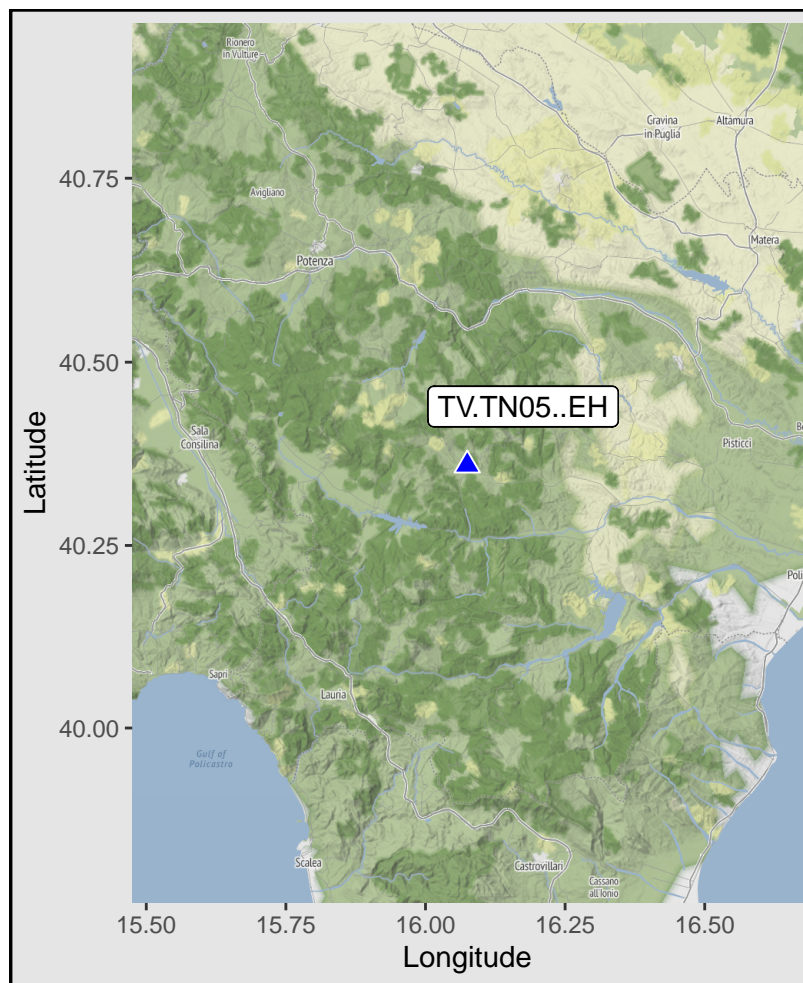 Rionero
in Vulture
Gravina
in Puglia
Altamura
40.75
Avigliano
Matera
Potenza
40.50
TV.TN05..EH
Sala
Consilina
Pisticci
Latitude
40.25
Sapri
Lauria
40.00
Gulf of
Policastro
Scalea
Castrovillari
Cassano
all'Ionio
15.50
15.75
16.00
16.25
16.50
Longitude